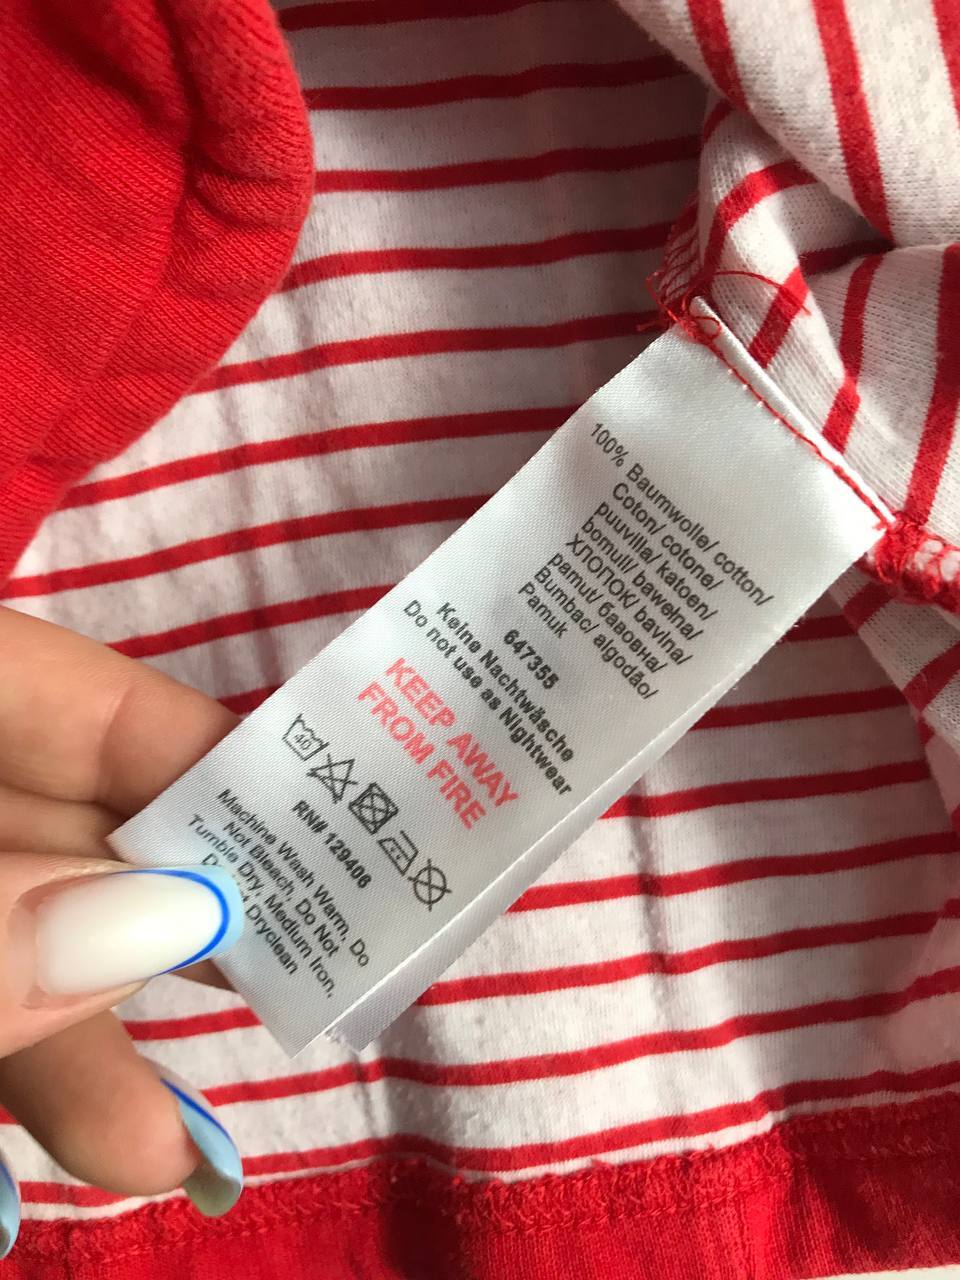 100% Baumwolle/ cotton/
Coton/ cotone/
puuvilla/ katoen/
bomull/ bawełna/
ХЛОПОК/ bavlna/
pamut/ бавовна/
Bumbac/ algodão/
Pamuk
647355
Keine Nachtwäsche
Do not use as Nightwear
KEEP AWAY
FROM FIRE
40
RN# 129406
Machine Wash Warm, Do
Not Bleach, Do Not
Tumble Dry, Medium Iron,
Dryclean